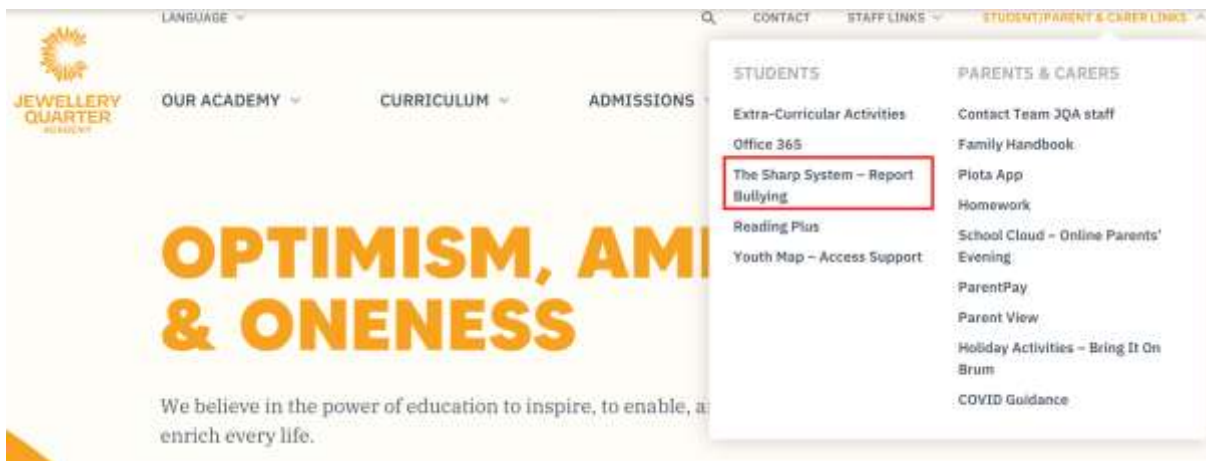 LANGUAGE
CONTACT
STAFF LINKS
STUDENT/PARENT & CARER LINKS
JEWELLERY
QUARTER
ACADEMY
OUR ACADEMY
CURRICULUM
ADMISSIONS
STUDENTS
Extra-Curricular Activities
Office 365
The Sharp System – Report
Bullying
Reading Plus
Youth Map – Access Support
PARENTS & CARERS
Contact Team JQA staff
Family Handbook
Piota App
Homework
School Cloud – Online Parents'
Evening
ParentPay
Parent View
Holiday Activities – Bring It On
Brum
COVID Guidance
OPTIMISM, AM
& ONENESS
We believe in the power of education to inspire, to enable, a
enrich every life.